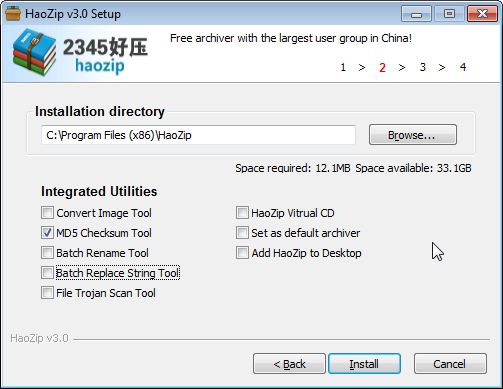 HaoZip v3.0 Setup
2345好压
haozip
Free archiver with the largest user group in China!
1 > 2 > 3 > 4
Installation directory
C:\Program Files (x86)\HaoZip
Browse...
Space required: 12.1MB Space available: 33.1GB
Integrated Utilities
Convert Image Tool
MD5 Checksum Tool
Batch Rename Tool
Batch Replace String Tool
File Trojan Scan Tool
HaoZip Vitrual CD
Set as default archiver
Add HaoZip to Desktop
HaoZip v3.0
< Back
Install
Cancel